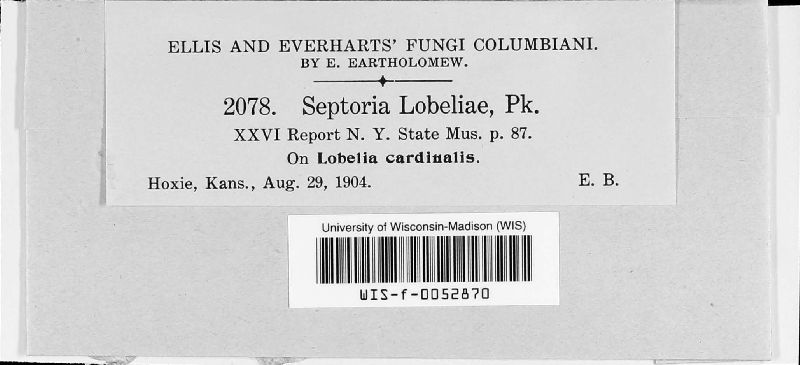 ELLIS AND EVERHARTS' FUNGI COLUMBIANI.
BY E. EARTHOLOMEW.
2078. Septoria Lobeliae, Pk.
XXVI Report N. Y. State Mus. p. 87.
On Lobelia cardinalis.
Hoxie, Kans., Aug. 29, 1904. E. B.
University of Wisconsin-Madison (WIS)
WIS-f-0052870